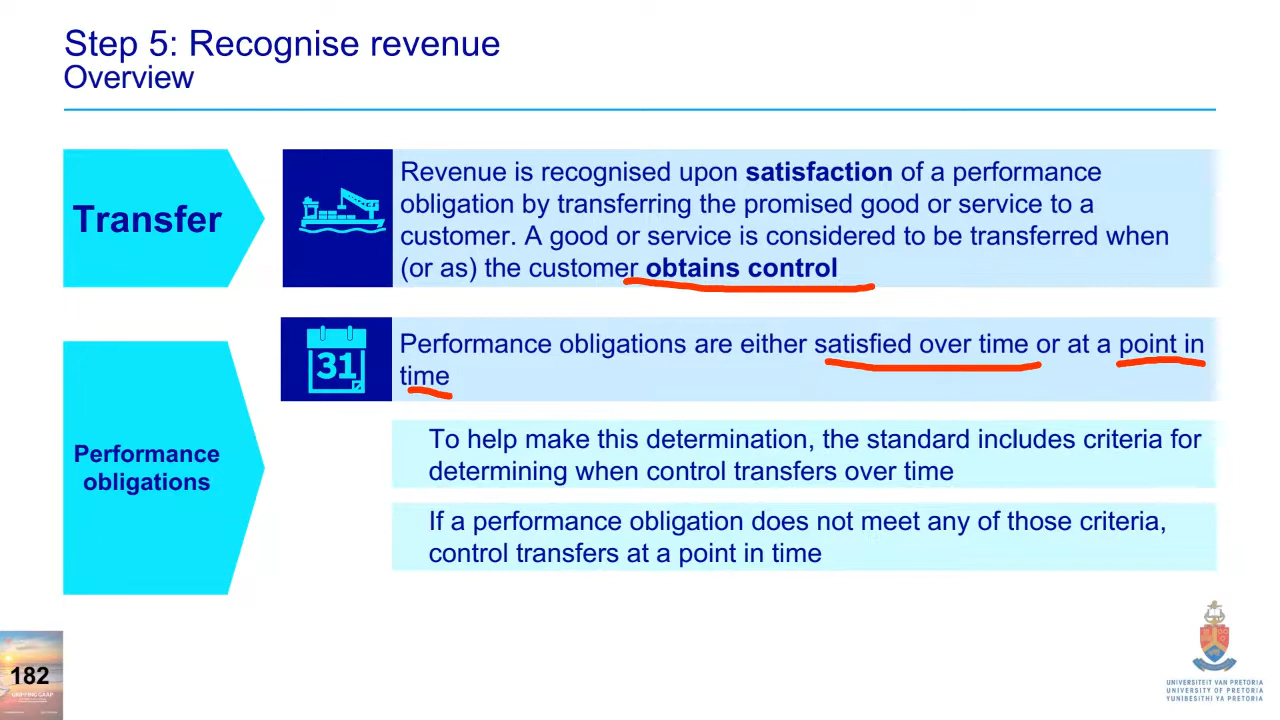 Step 5: Recognise revenue
Overview
Transfer
Revenue is recognised upon satisfaction of a performance
obligation by transferring the promised good or service to a
customer. A good or service is considered to be transferred when
(or as) the customer obtains control
31
Performance obligations are either satisfied over time or at a point in
time
Performance
obligations
To help make this determination, the standard includes criteria for
determining when control transfers over time
If a performance obligation does not meet any of those criteria,
control transfers at a point in time
182
GRIPPING GAAP
UNIVERSITEIT VAN PRETORIA
UNIVERSITY OF PRETORIA
YUNIBESITHI YA PRETORIA